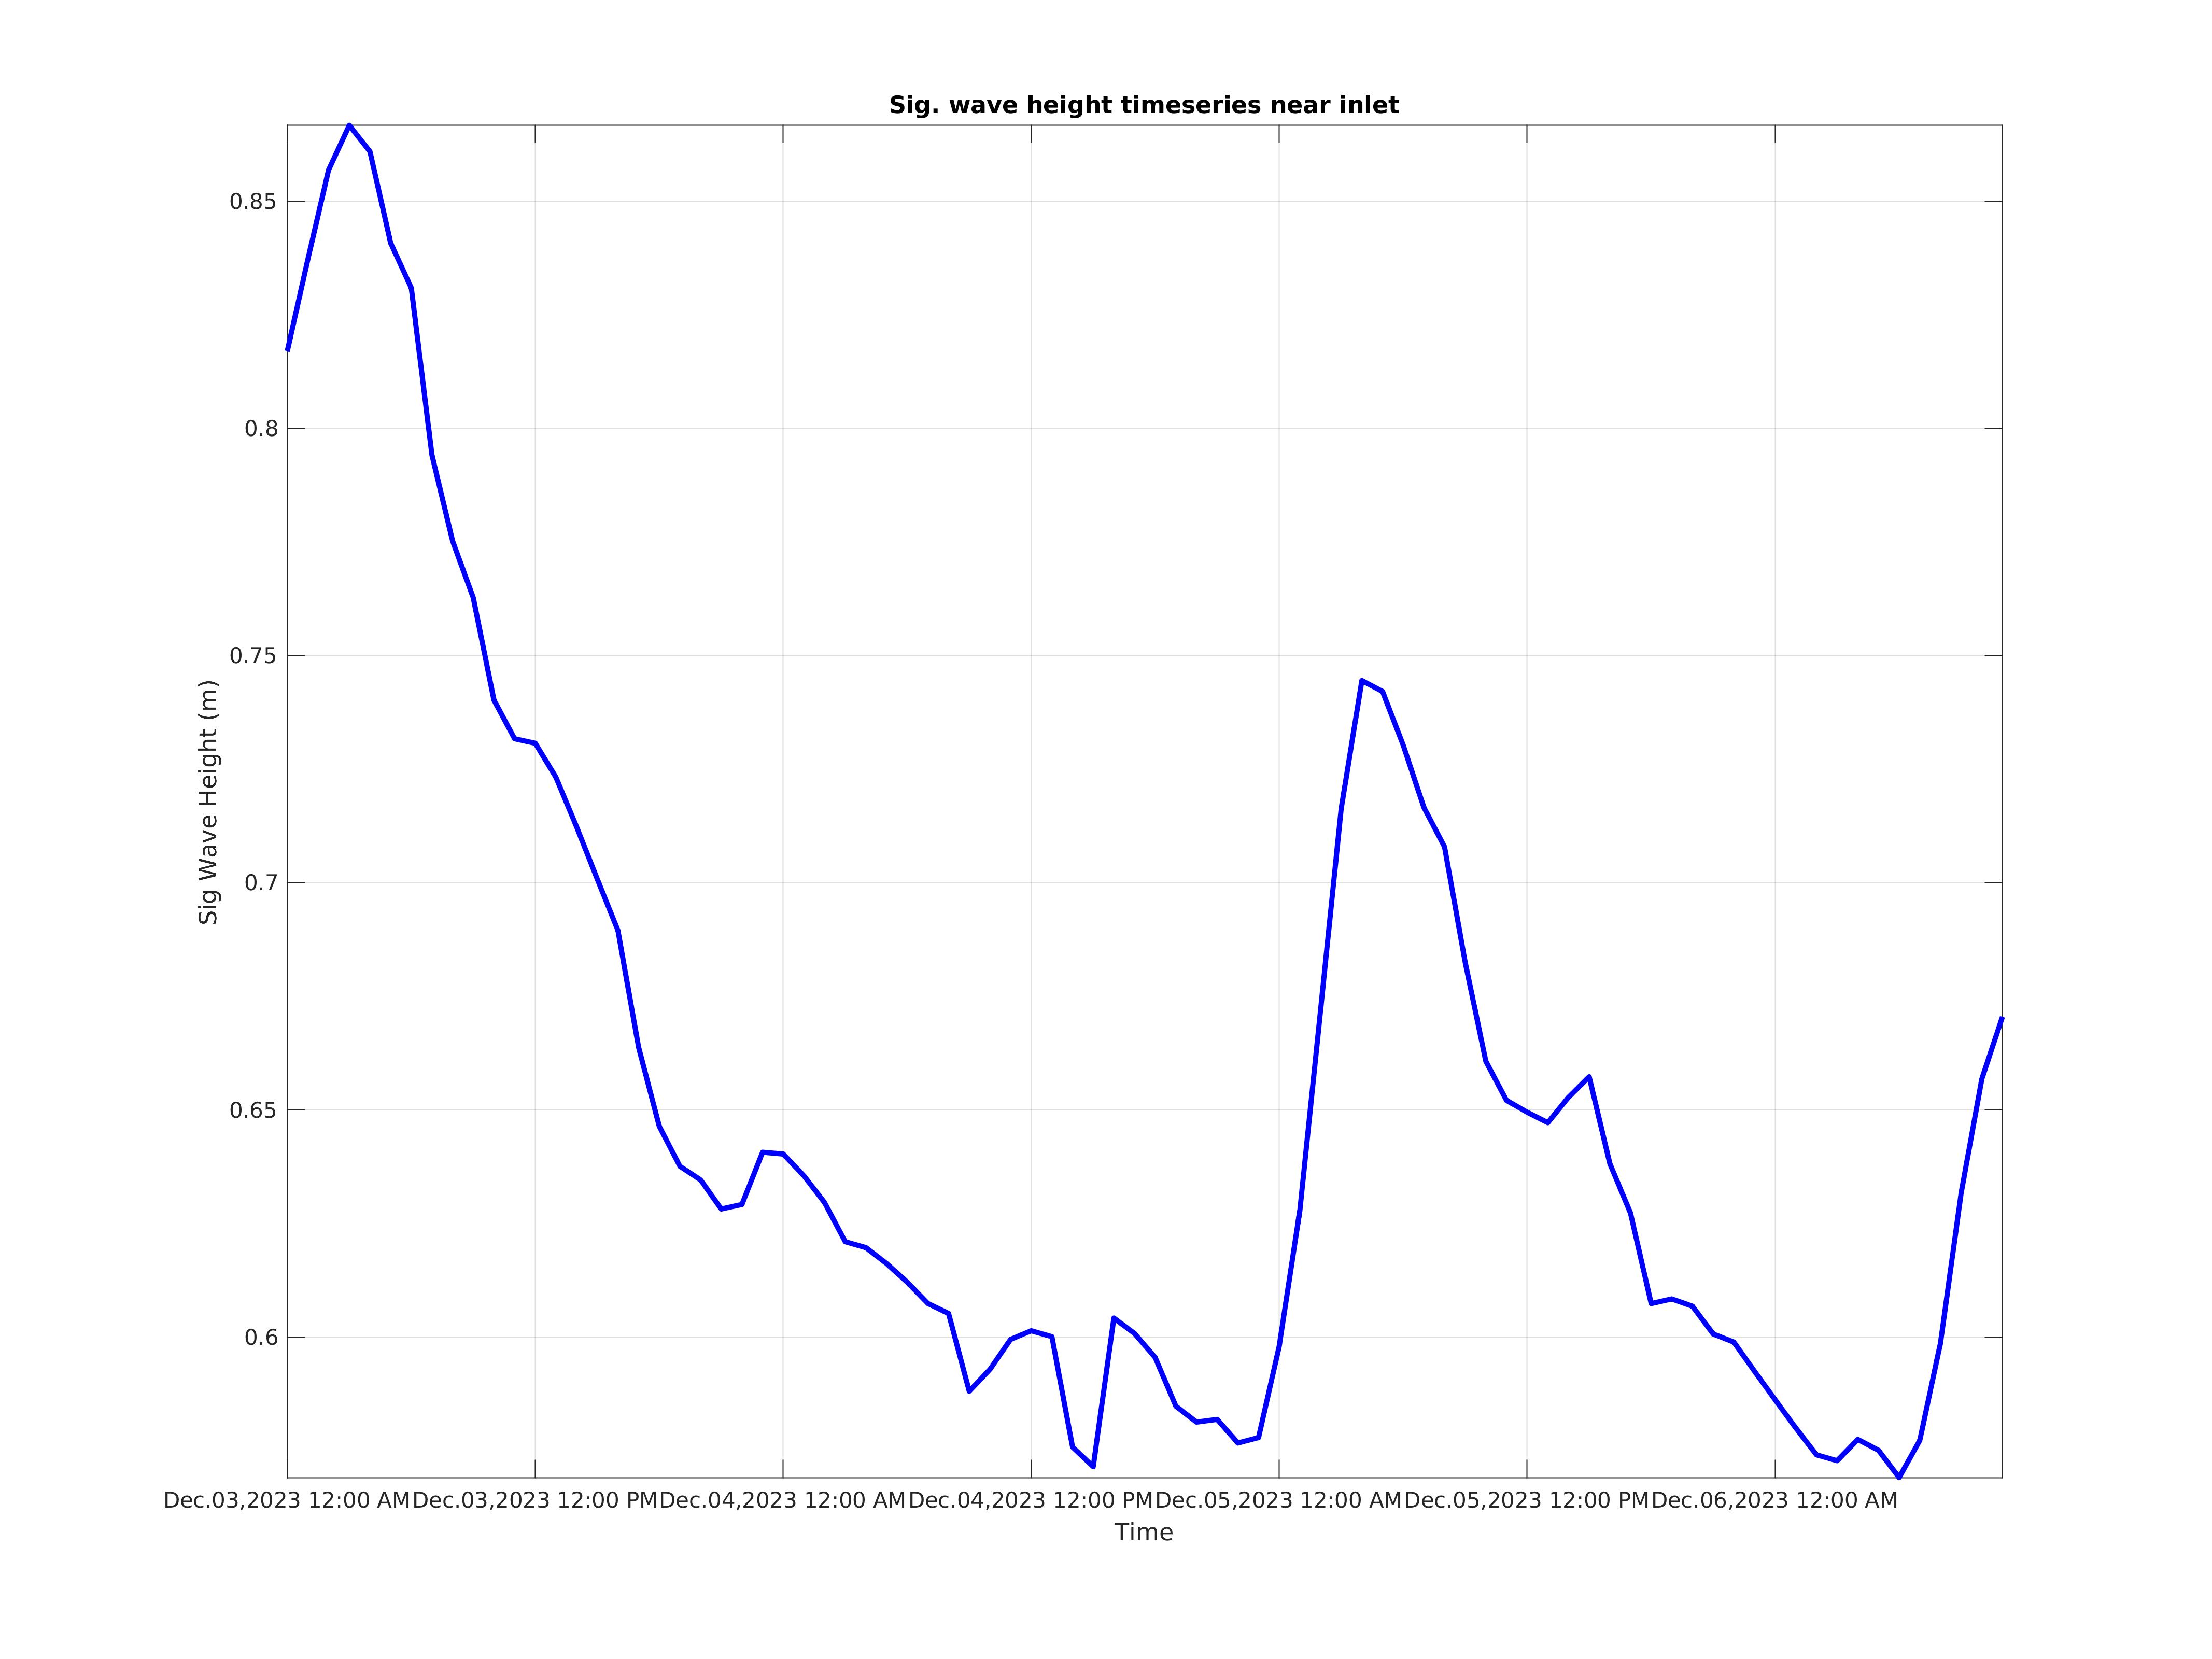 Sig. wave height timeseries near inlet
0.85
0.8
0.75
0.7
0.65
0.6
Sig Wave Height (m)
Dec.03,2023 12:00 AM Dec.03,2023 12:00 PM Dec.04,2023 12:00 AM Dec.04,2023 12:00 PM Dec.05,2023 12:00 AM Dec.05,2023 12:00 PM Dec.06,2023 12:00 AM
Time